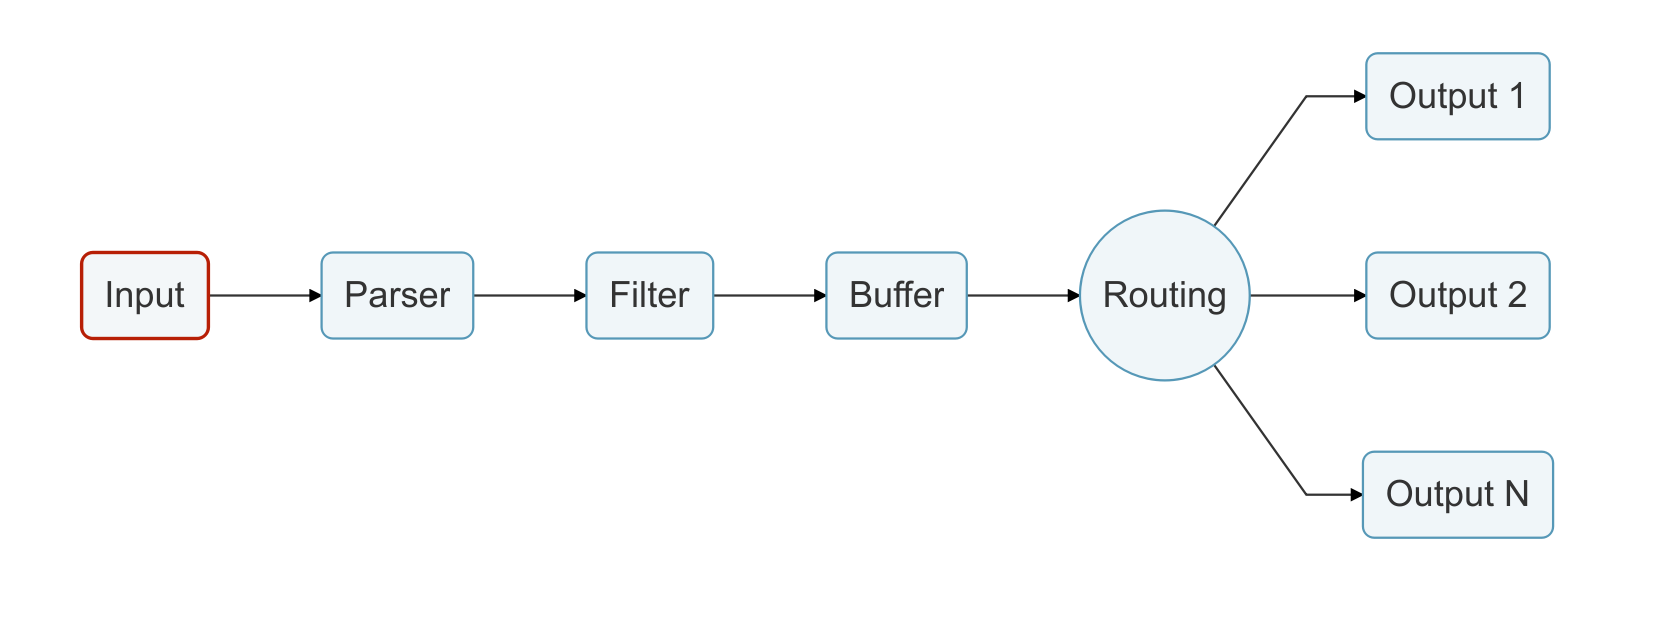 Input
Parser
Filter
Buffer
Routing
Output 1
Output 2
Output N